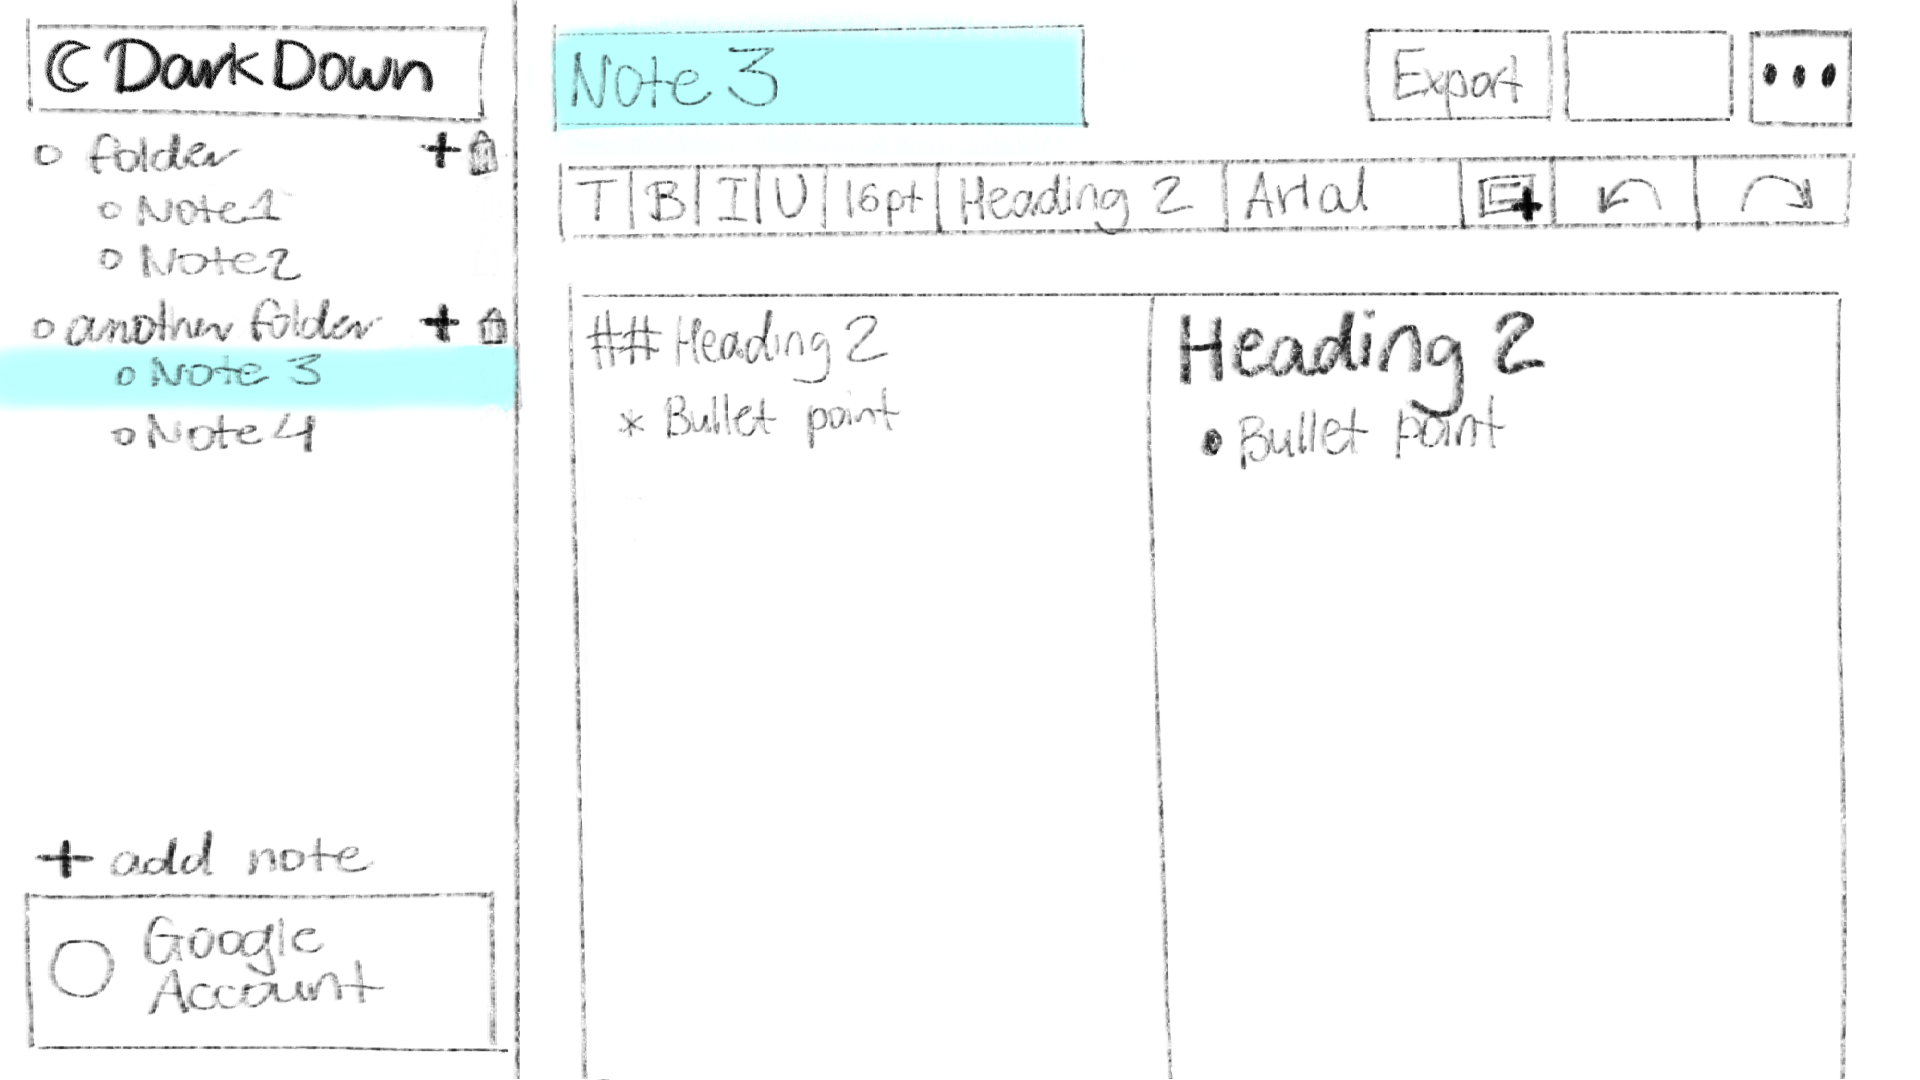 Dark Down
folder +
Note1
Note2
another folder +
Note 3
Note 4
+ add note
Google
Account
Note 3
Export
...
T B I U 16pt Heading 2 Arial
## Heading 2
* Bullet point
Heading 2
• Bullet point